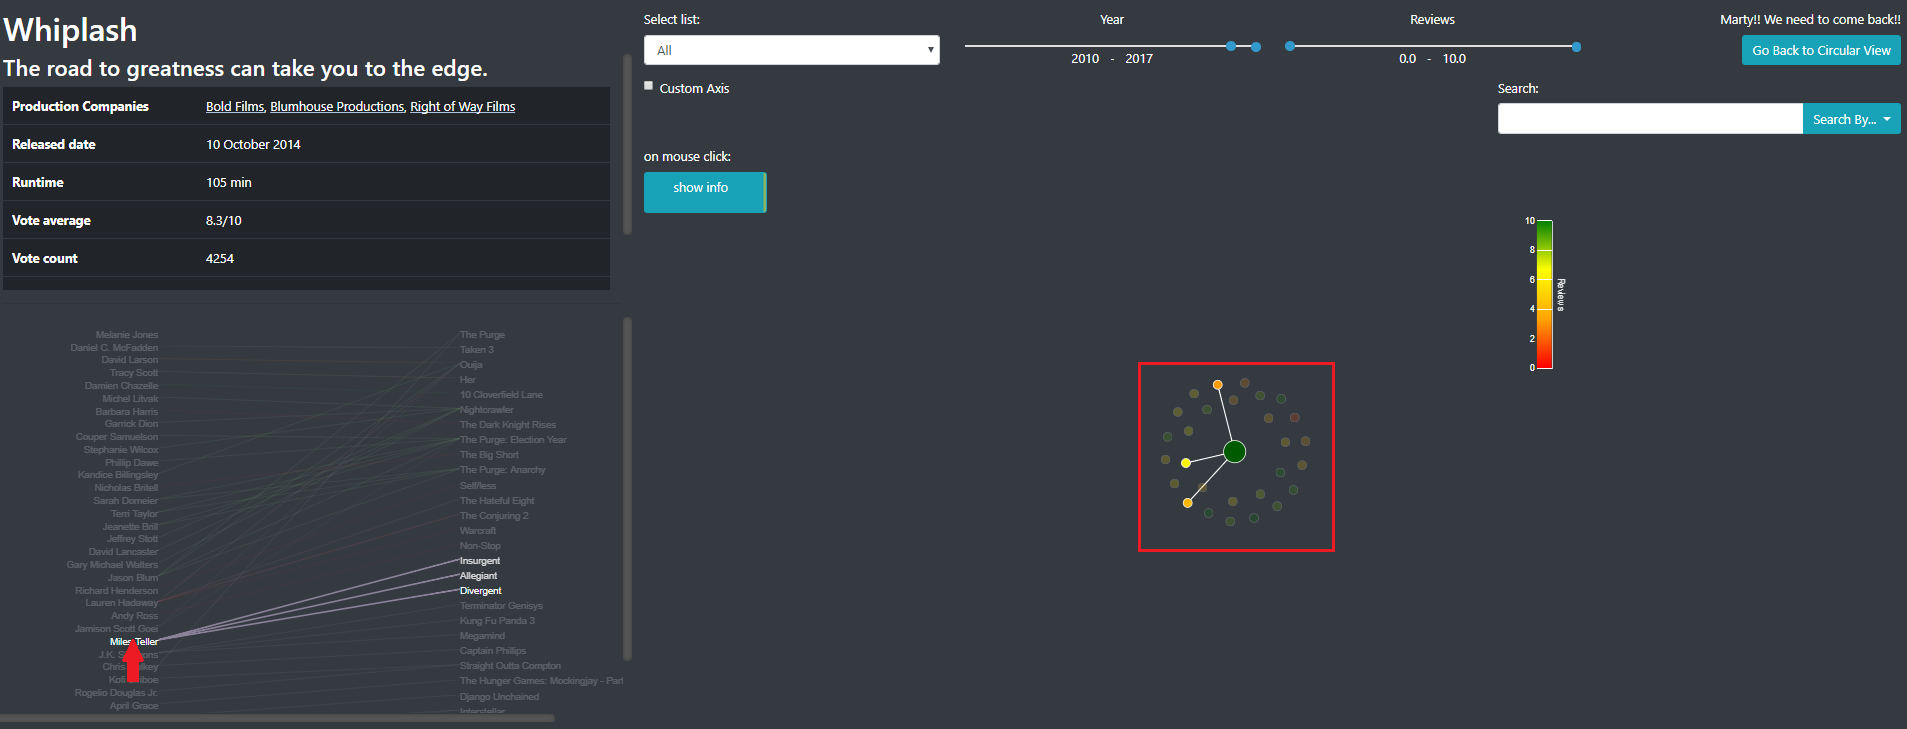 Whiplash
The road to greatness can take you to the edge.
Production Companies Bold Films, Blumhouse Productions, Right of Way Films
Released date 10 October 2014
Runtime 105 min
Vote average 8.3/10
Vote count 4254
Melanie Jones
Daniel C. McFadden
David Larson
Tracy Scott
Damien Chazelle
Michel Litvak
Barbara Harris
Garrick Dion
Couper Samuelson
Stephanie Wilcox
Phillip Dawe
Kandice Billingsley
Nicholas Britell
Sarah Domeier
Terri Taylor
Jeanette Brill
Jeffrey Stott
David Lancaster
Gary Michael Walters
Jason Blum
Richard Henderson
Lauren Hadaway
Andy Ross
Jamison Scott Goei
Miles Teller
J.K.
Chris
Kofi
Rogelio Douglas Jr.
April Grace
The Purge
Taken 3
Ouija
Her
10 Cloverfield Lane
Nightcrawler
The Dark Knight Rises
The Purge: Election Year
The Big Short
The Purge: Anarchy
Self/less
The Hateful Eight
The Conjuring 2
Warcraft
Non-Stop
Insurgent
Allegiant
Divergent
Terminator Genisys
Kung Fu Panda 3
Megamind
Captain Phillips
Straight Outta Compton
The Hunger Games: Mockingjay - Part
Django Unchained
Interstellar
Select list:
All
Custom Axis
on mouse click:
show info
Year
2010 - 2017
Reviews
0.0 - 10.0
Marty!! We need to come back!!
Go Back to Circular View
Search:
Search By...
10
8
6
4
2
0
Reviews